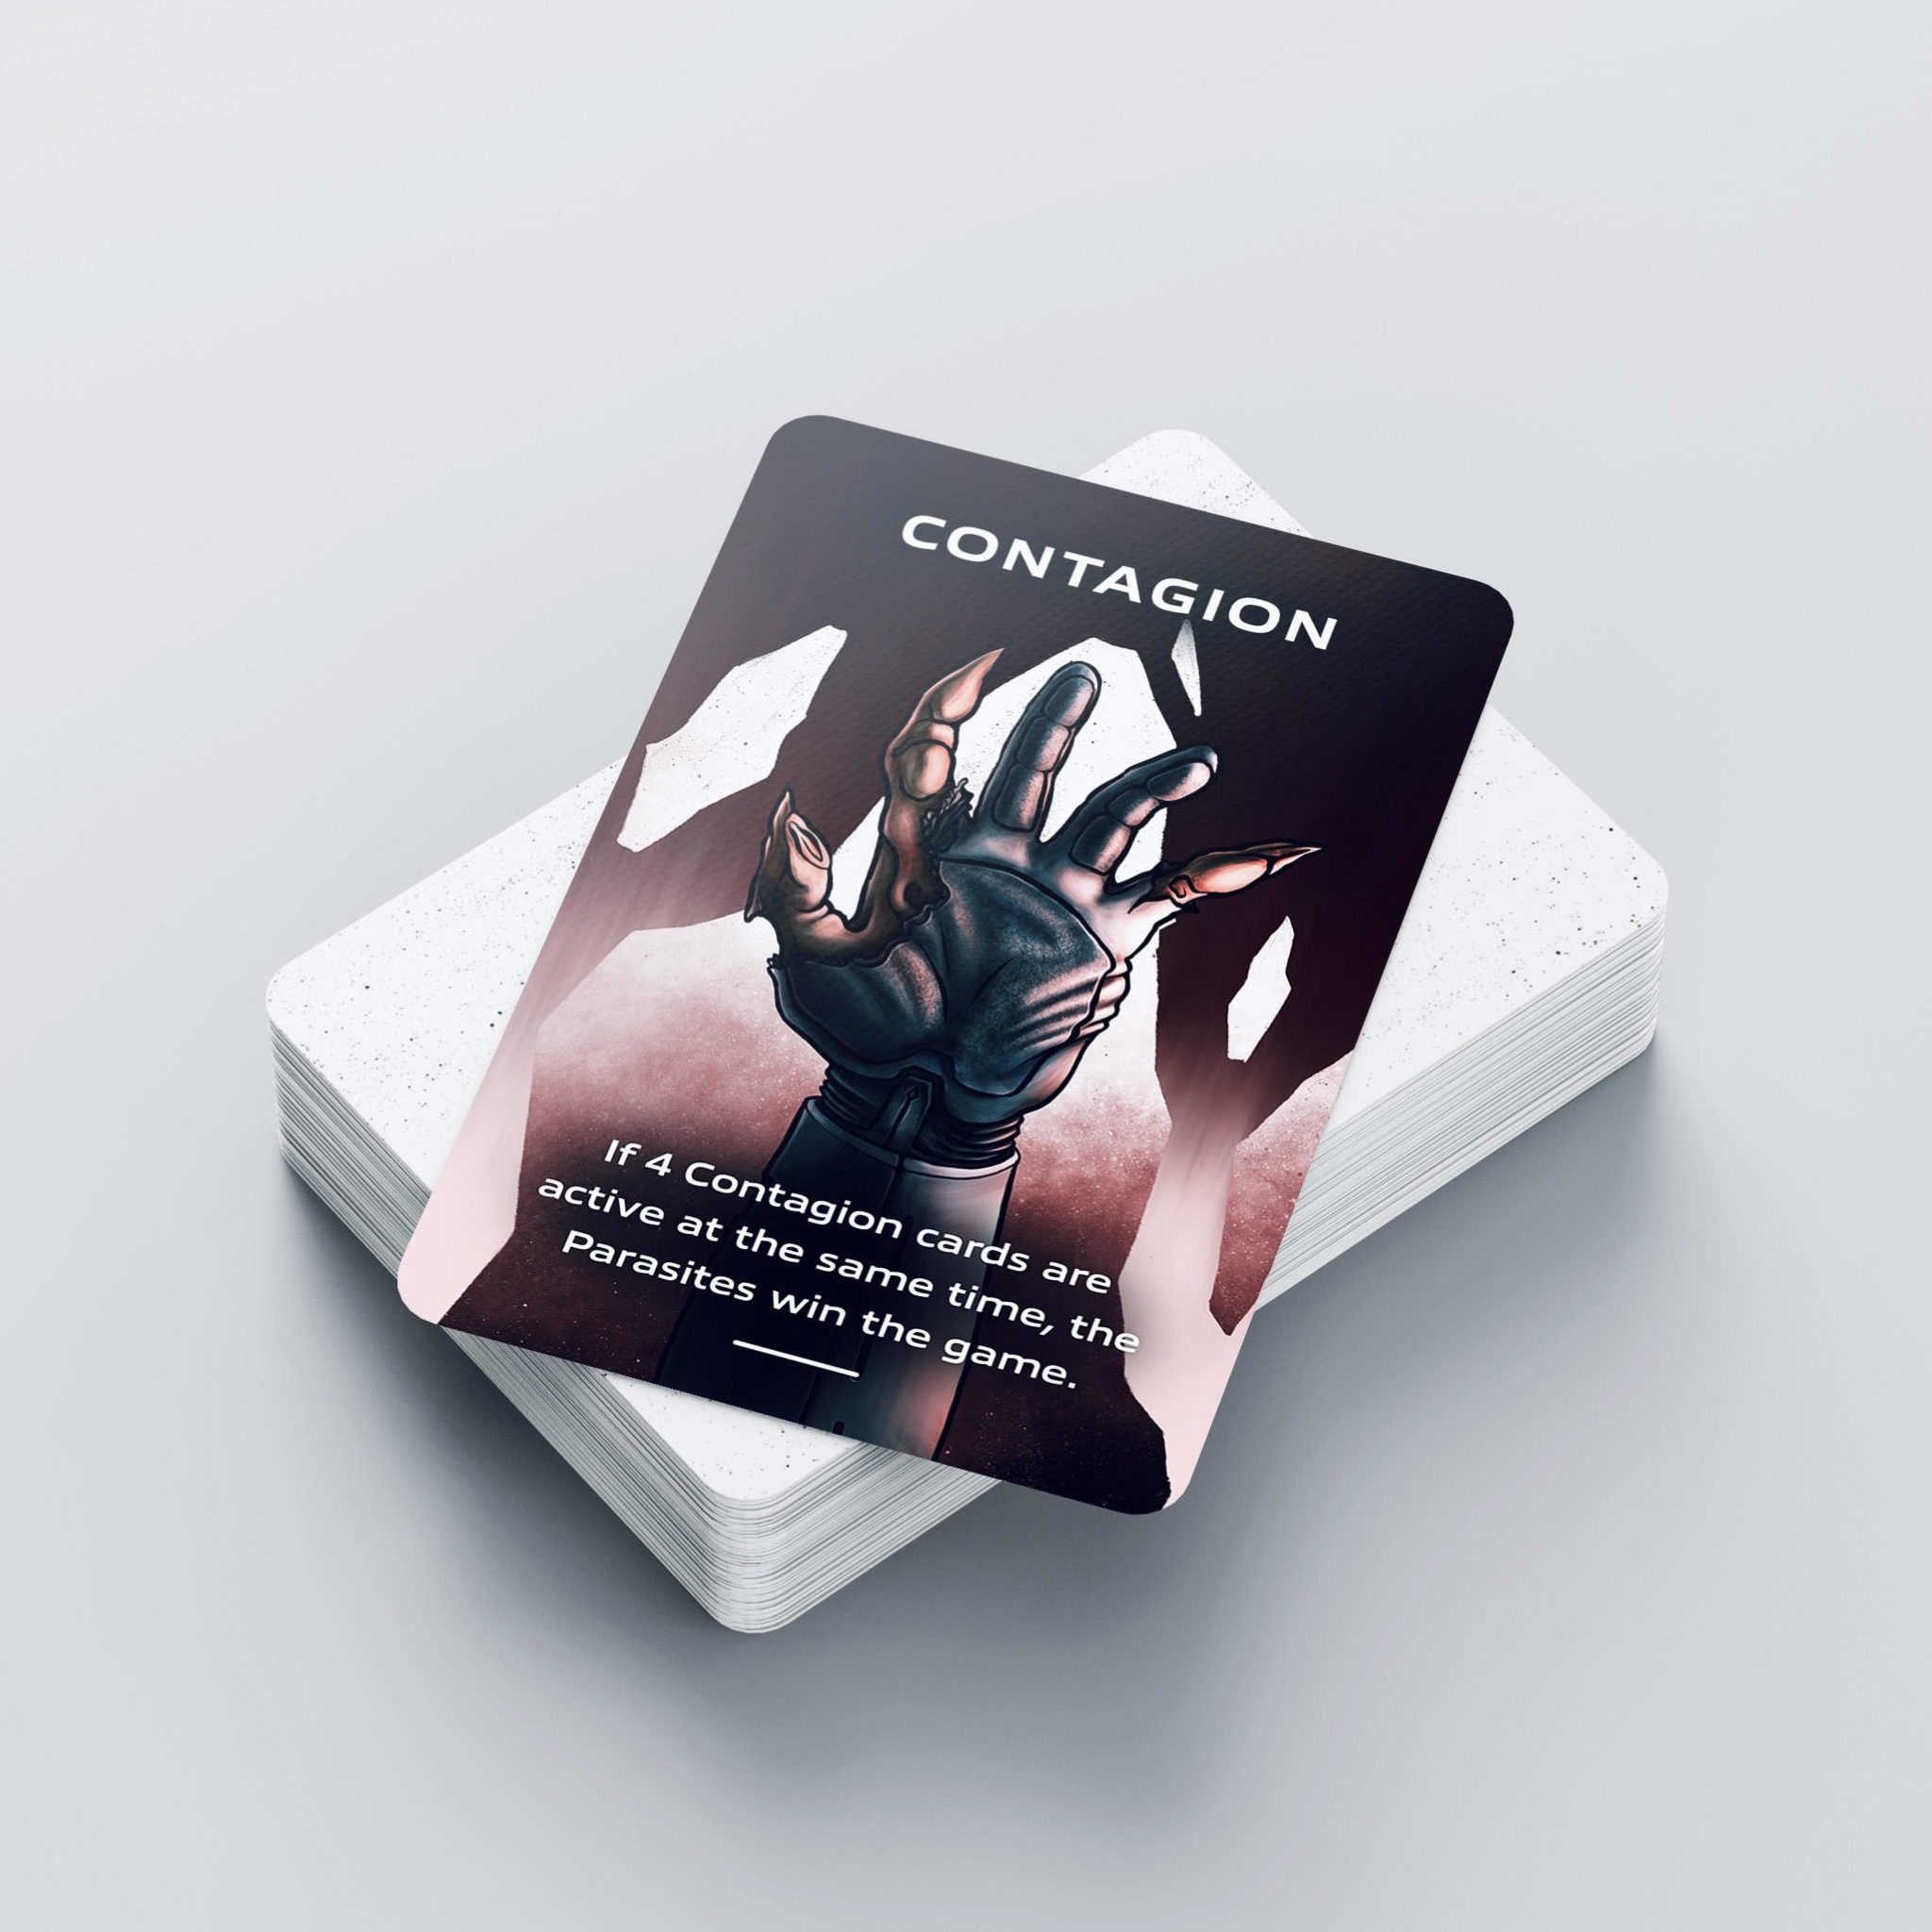 CONTAGION
If 4 Contagion cards are
active at the same time, the
Parasites win the game.